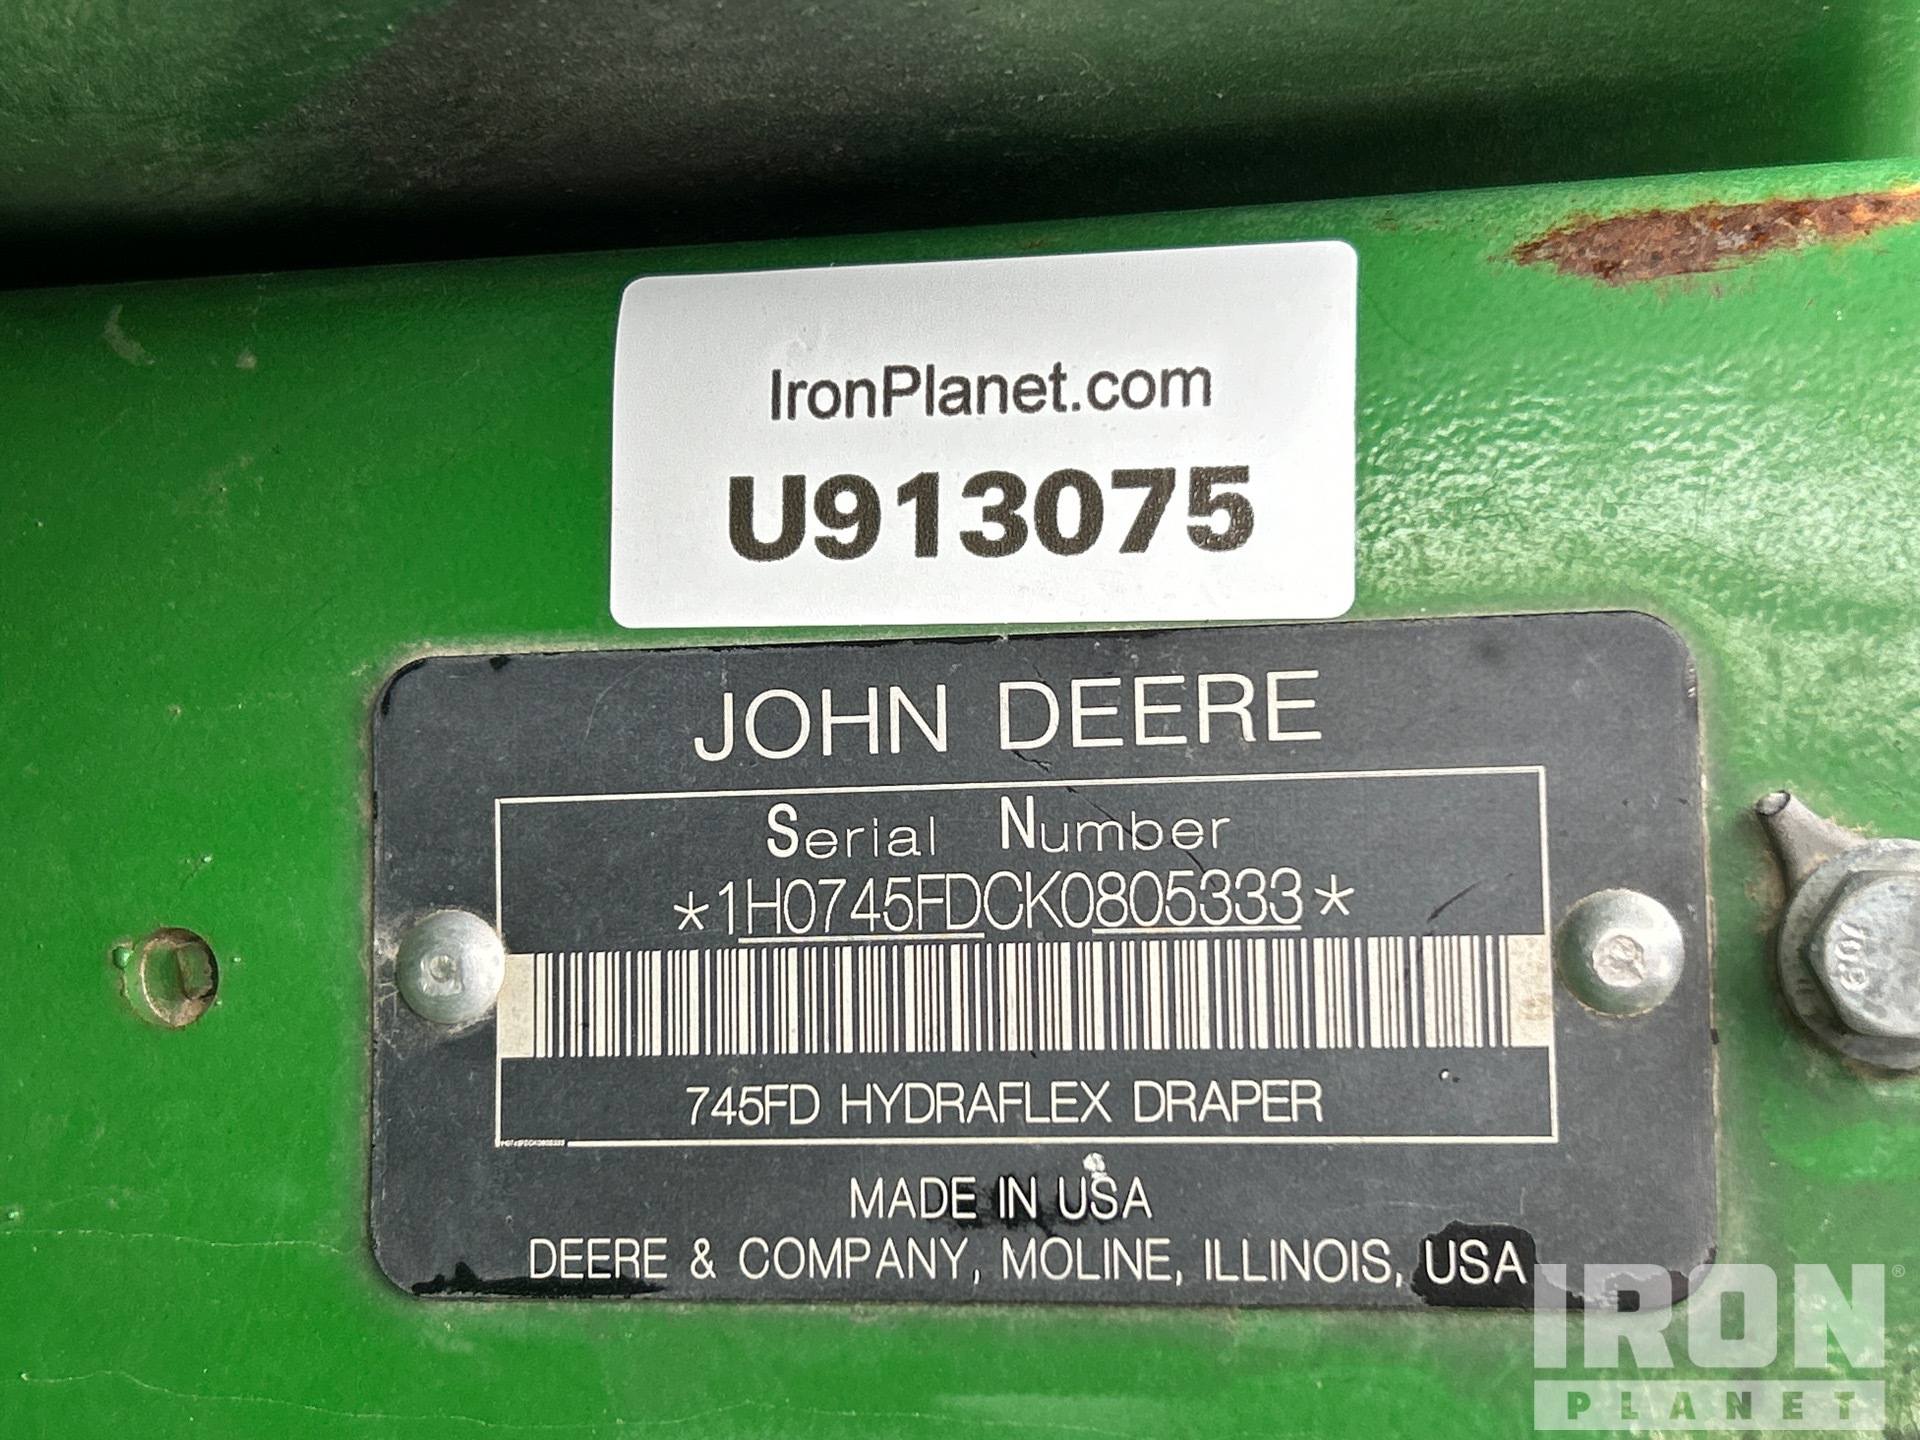 IronPlanet.com
U913075
JOHN DEERE
Serial Number
*1H0745FDCK0805333*
745FD HYDRAFLEX DRAPER
1H0745FDCK0805333
MADE IN USA
DEERE & COMPANY, MOLINE, ILLINOIS, USA
IRON®
PLANET